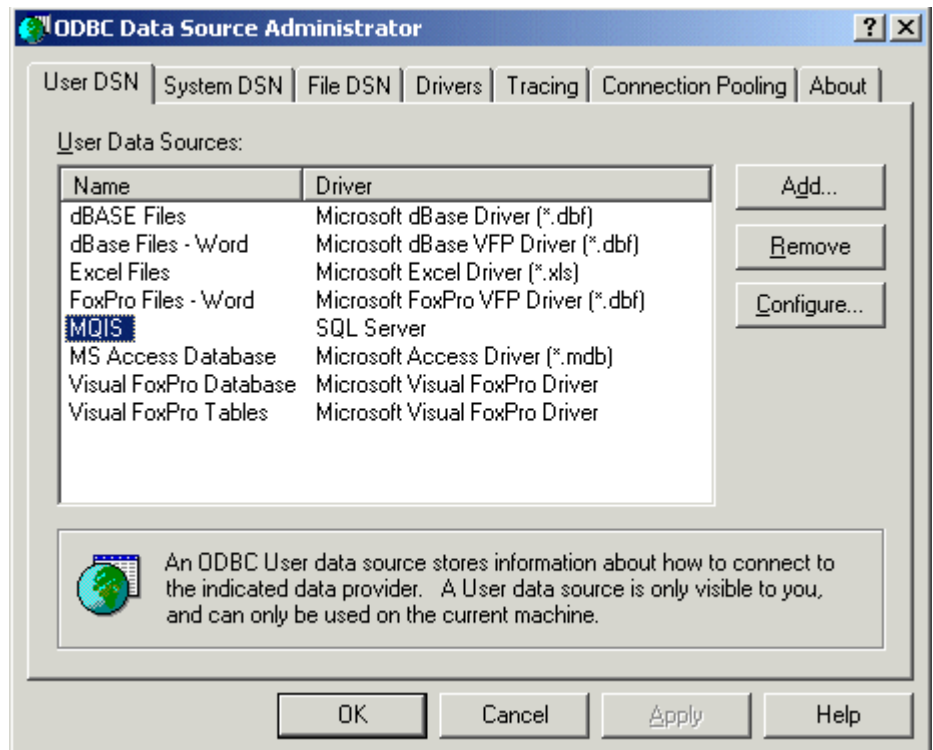 ODBC Data Source Administrator
User DSN System DSN File DSN Drivers Tracing Connection Pooling About
User Data Sources:
Name Driver
dBASE Files Microsoft dBase Driver (*.dbf)
dBase Files - Word Microsoft dBase VFP Driver (*.dbf)
Excel Files Microsoft Excel Driver (*.xls)
FoxPro Files - Word Microsoft FoxPro VFP Driver (*.dbf)
MQIS SQL Server
MS Access Database Microsoft Access Driver (*.mdb)
Visual FoxPro Database Microsoft Visual FoxPro Driver
Visual FoxPro Tables Microsoft Visual FoxPro Driver
Add...
Remove
Configure...
An ODBC User data source stores information about how to connect to
the indicated data provider. A User data source is only visible to you,
and can only be used on the current machine.
OK Cancel Apply Help